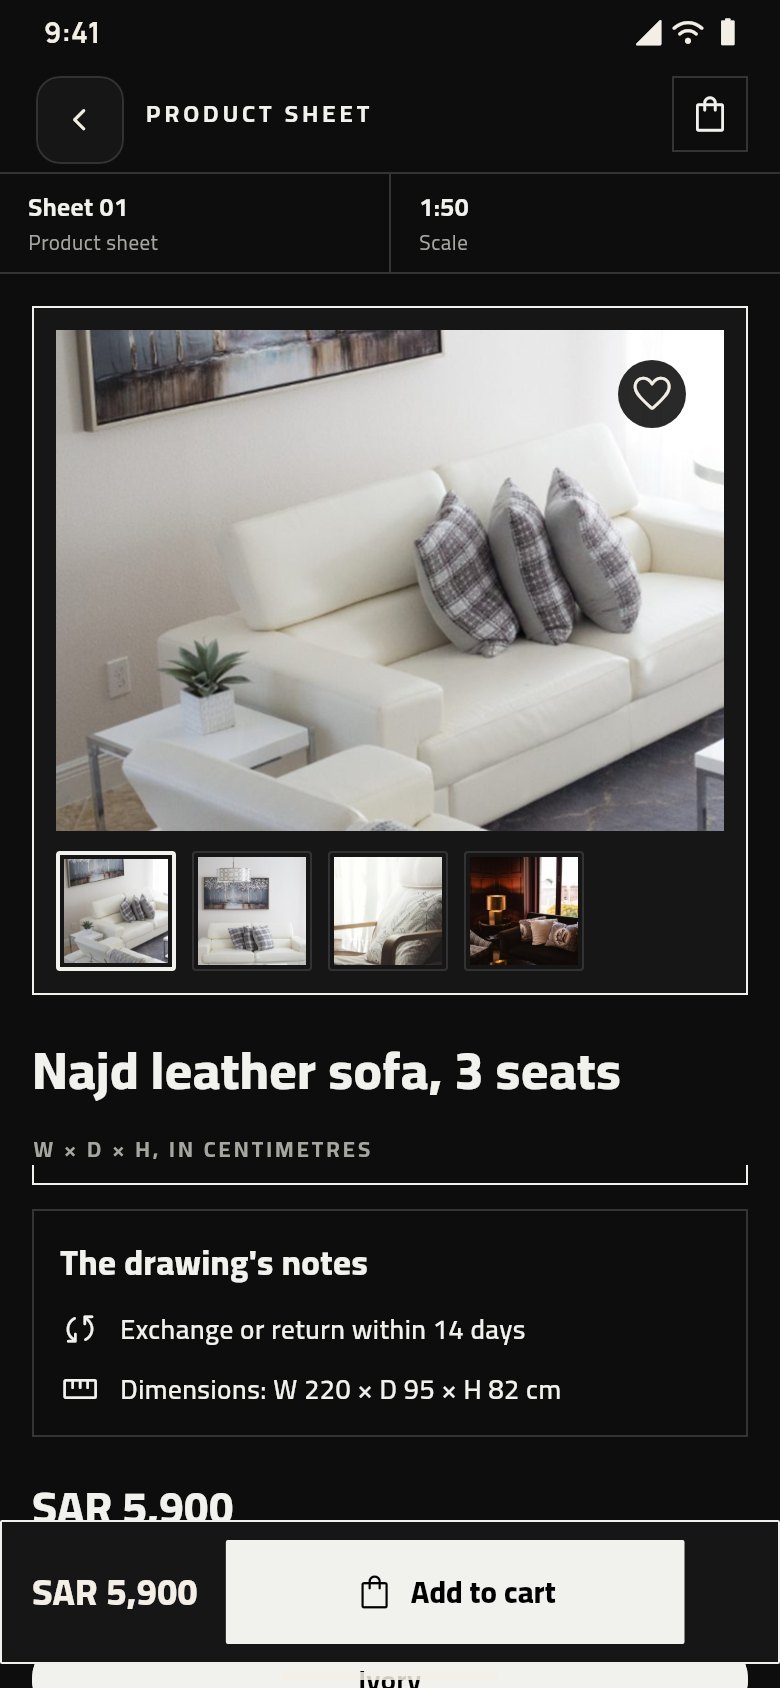 9:41
PRODUCT SHEET
Sheet 01
Product sheet
1:50
Scale
Najd leather sofa, 3 seats
W × D × H, IN CENTIMETRES
The drawing's notes
Exchange or return within 14 days
Dimensions: W 220 × D 95 × H 82 cm
SAR 5,900
SAR 5,900
Add to cart
Ivory